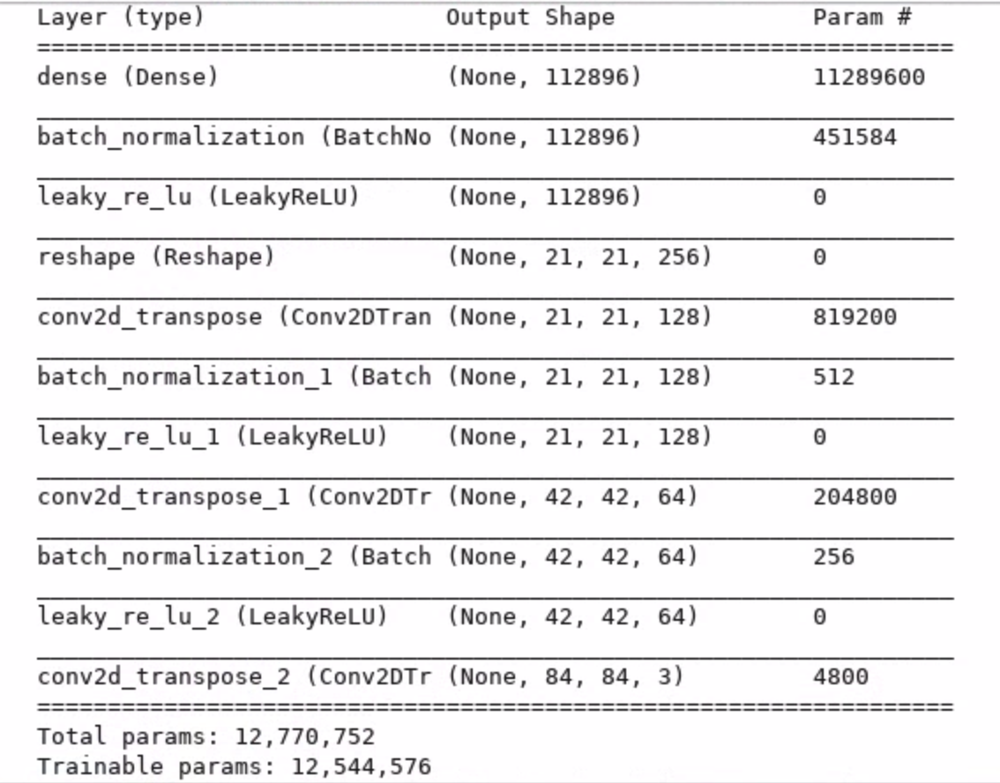 Layer (type) Output Shape Param #
=================================================================
dense (Dense) (None, 112896) 11289600
_________________________________________________________________
batch_normalization (BatchNo (None, 112896) 451584
_________________________________________________________________
leaky_re_lu (LeakyReLU) (None, 112896) 0
_________________________________________________________________
reshape (Reshape) (None, 21, 21, 256) 0
_________________________________________________________________
conv2d_transpose (Conv2DTran (None, 21, 21, 128) 819200
_________________________________________________________________
batch_normalization_1 (Batch (None, 21, 21, 128) 512
_________________________________________________________________
leaky_re_lu_1 (LeakyReLU) (None, 21, 21, 128) 0
_________________________________________________________________
conv2d_transpose_1 (Conv2DTr (None, 42, 42, 64) 204800
_________________________________________________________________
batch_normalization_2 (Batch (None, 42, 42, 64) 256
_________________________________________________________________
leaky_re_lu_2 (LeakyReLU) (None, 42, 42, 64) 0
_________________________________________________________________
conv2d_transpose_2 (Conv2DTr (None, 84, 84, 3) 4800
=================================================================
Total params: 12,770,752
Trainable params: 12,544,576